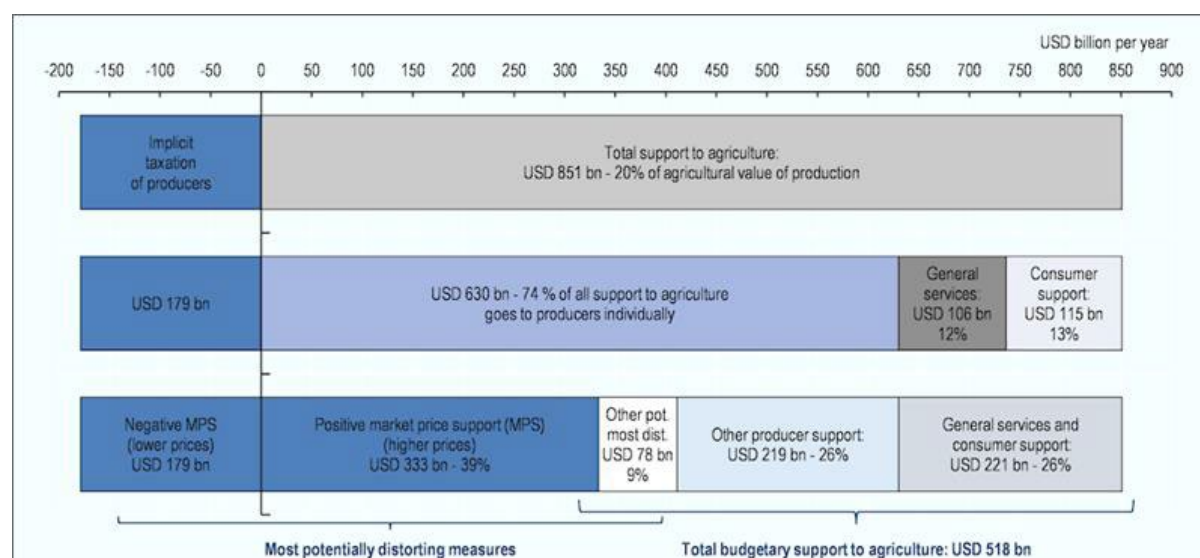 USD billion per year
-200 -150 -100 -50 0 50 100 150 200 250 300 350 400 450 500 550 600 650 700 750 800 850 900
Implicit
taxation
of producers
Total support to agriculture:
USD 851 bn - 20% of agricultural value of production
USD 179 bn
USD 630 bn - 74 % of all support to agriculture
goes to producers individually
General
services:
USD 106 bn
12%
Consumer
support:
USD 115 bn
13%
Negative MPS
(lower prices)
USD 179 bn
Positive market price support (MPS)
(higher prices)
USD 333 bn - 39%
Other pot.
most dist.
USD 78 bn
9%
Other producer support:
USD 219 bn - 26%
General services and
consumer support:
USD 221 bn - 26%
Most potentially distorting measures
Total budgetary support to agriculture: USD 518 bn